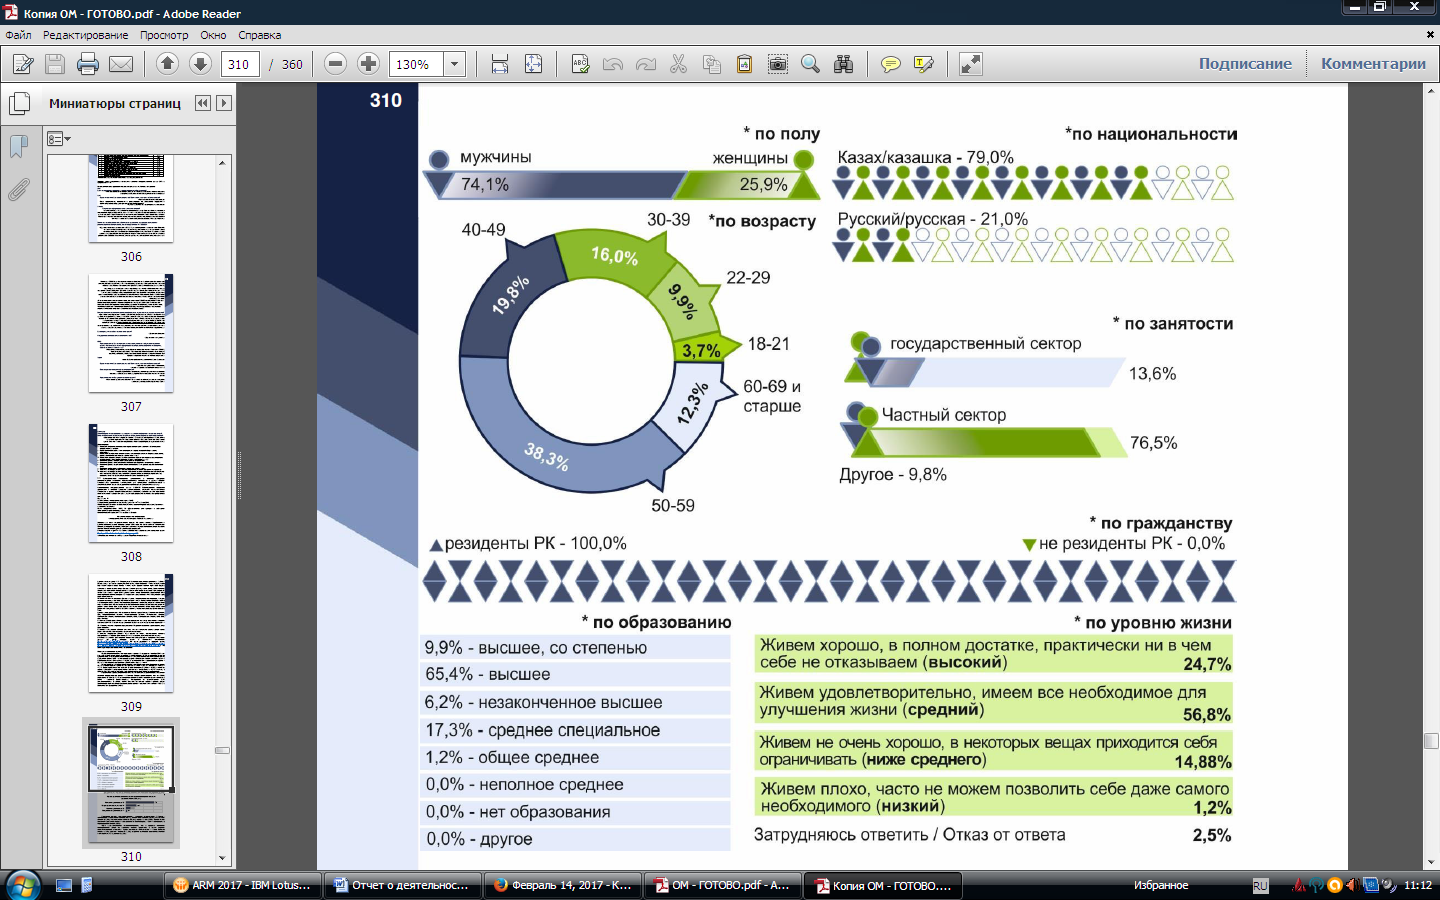 Копия ОМ - ГОТОВО.pdf - Adobe Reader
Файл Редактирование Просмотр Окно Справка
310 / 360 130% Подписание Комментарии
Миниатюры страниц
306
307
308
309
310
310
* по полу
мужчины женщины
74,1% 25,9%
*по национальности
Казах/казашка - 79,0%
Русский/русская - 21,0%
*по возрасту
40-49
30-39
22-29
18-21
60-69 и
старше
50-59
19,8%
16,0%
9,9%
3,7%
12,3%
38,3%
* по занятости
государственный сектор
13,6%
Частный сектор
76,5%
Другое - 9,8%
* по гражданству
резиденты РК - 100,0% не резиденты РК - 0,0%
* по образованию
9,9% - высшее, со степенью
65,4% - высшее
6,2% - незаконченное высшее
17,3% - среднее специальное
1,2% - общее среднее
0,0% - неполное среднее
0,0% - нет образования
0,0% - другое
* по уровню жизни
Живем хорошо, в полном достатке, практически ни в чем
себе не отказываем (высокий) 24,7%
Живем удовлетворительно, имеем все необходимое для
улучшения жизни (средний) 56,8%
Живем не очень хорошо, в некоторых вещах приходится себя
ограничивать (ниже среднего) 14,88%
Живем плохо, часто не можем позволить себе даже самого
необходимого (низкий) 1,2%
Затрудняюсь ответить / Отказ от ответа 2,5%
ARM 2017 - IBM Lotus... Отчет о деятельнос... Февраль 14, 2017 - К... ОМ - ГОТОВО.pdf - A... Копия ОМ - ГОТОВО.... Избранное RU 11:12